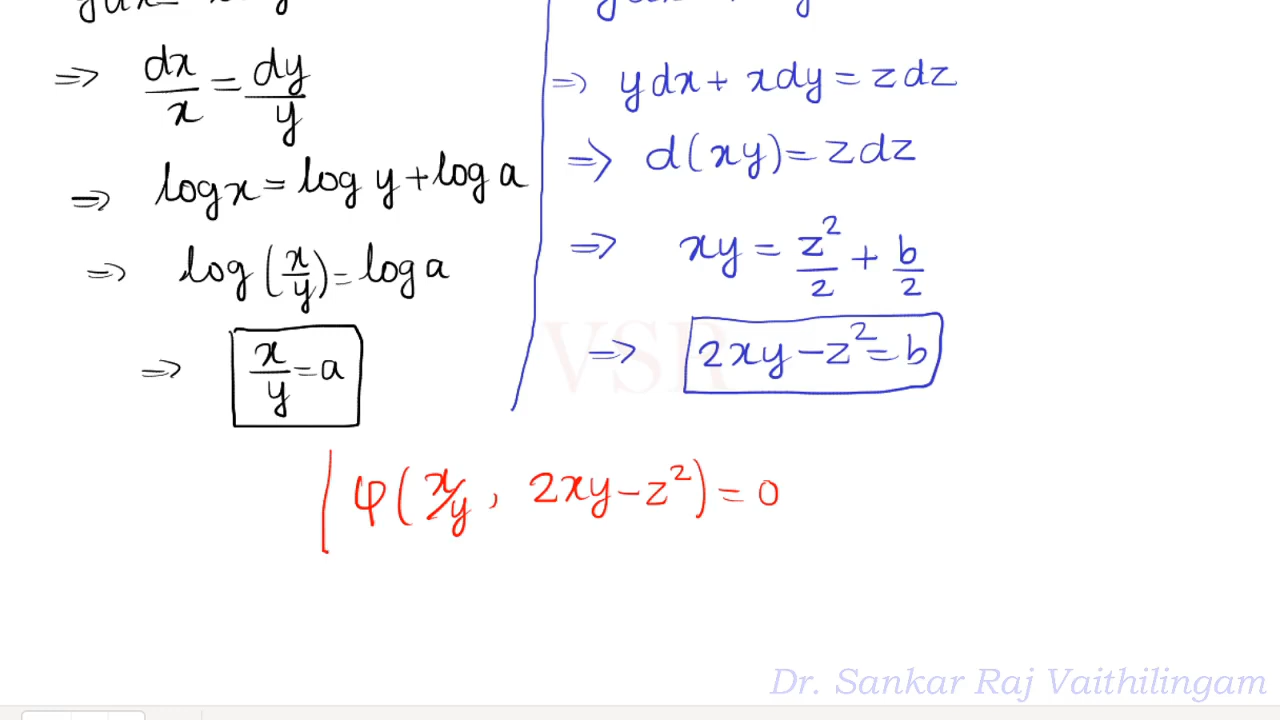 ⇒ dx/x = dy/y
⇒ log x = log y + log a
⇒ log (x/y) = log a
⇒ x/y = a
⇒ ydx + xdy = zdz
⇒ d(xy) = zdz
⇒ xy = z²/2 + b/2
⇒ 2xy - z² = b
φ(x/y, 2xy - z²) = 0
VSR
Dr. Sankar Raj Vaithilingam